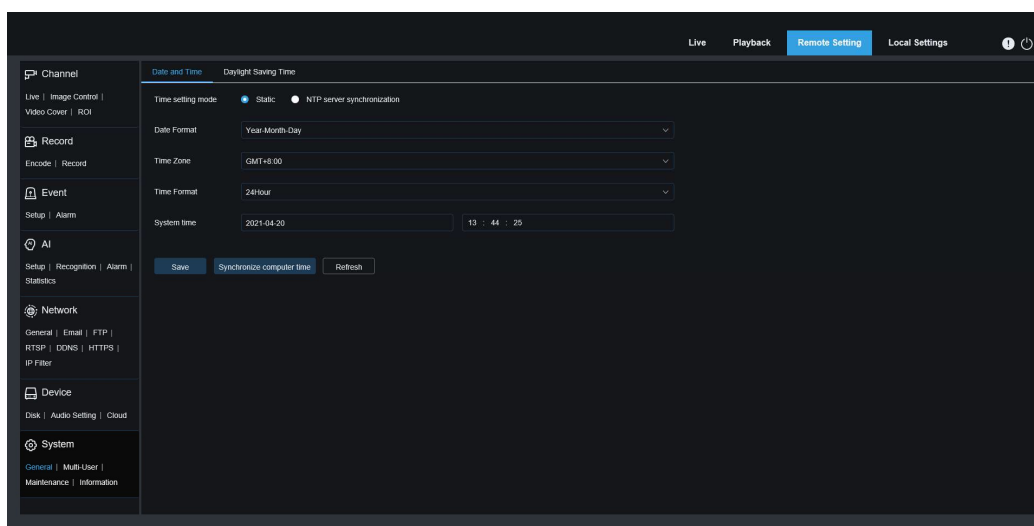 Live Playback Remote Setting Local Settings
Channel
Live | Image Control |
Video Cover | ROI
Record
Encode | Record
Event
Setup | Alarm
AI
Setup | Recognition | Alarm |
Statistics
Network
General | Email | FTP |
RTSP | DDNS | HTTPS |
IP Filter
Device
Disk | Audio Setting | Cloud
System
General | Multi-User |
Maintenance | Information
Date and Time Daylight Saving Time
Time setting mode Static NTP server synchronization
Date Format Year-Month-Day
Time Zone GMT+8:00
Time Format 24Hour
System time 2021-04-20 13 : 44 : 25
Save Synchronize computer time Refresh